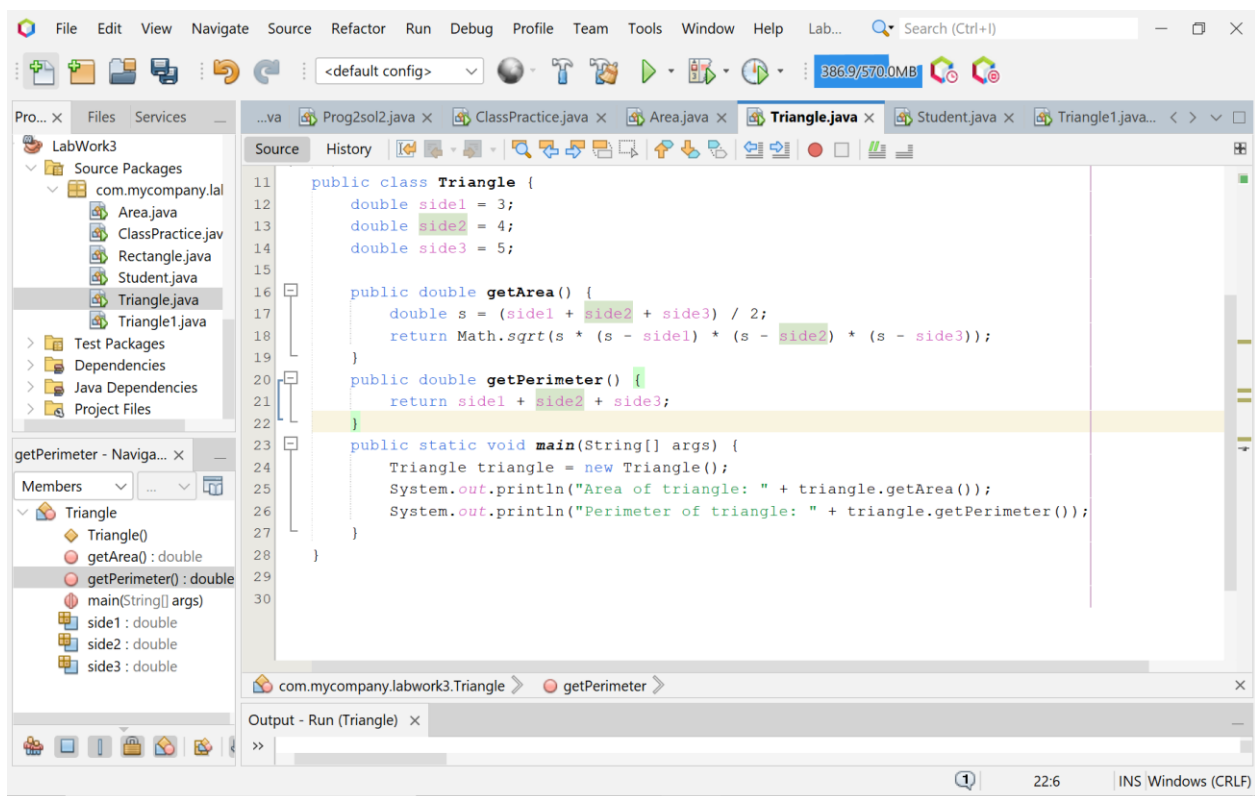 File Edit View Navigate Source Refactor Run Debug Profile Team Tools Window Help Lab... Search (Ctrl+I)
<default config> 386.9/570.0MB
Pro... Files Services
...va Prog2sol2.java ClassPractice.java Area.java Triangle.java Student.java Triangle1.java...
LabWork3
Source Packages
com.mycompany.lal
Area.java
ClassPractice.jav
Rectangle.java
Student.java
Triangle.java
Triangle1.java
Test Packages
Dependencies
Java Dependencies
Project Files
getPerimeter - Naviga...
Members ...
Triangle
Triangle()
getArea() : double
getPerimeter() : double
main(String[] args)
side1 : double
side2 : double
side3 : double
Source History
11 public class Triangle {
12 double side1 = 3;
13 double side2 = 4;
14 double side3 = 5;
15
16 public double getArea() {
17 double s = (side1 + side2 + side3) / 2;
18 return Math.sqrt(s * (s - side1) * (s - side2) * (s - side3));
19 }
20 public double getPerimeter() {
21 return side1 + side2 + side3;
22 }
23 public static void main(String[] args) {
24 Triangle triangle = new Triangle();
25 System.out.println("Area of triangle: " + triangle.getArea());
26 System.out.println("Perimeter of triangle: " + triangle.getPerimeter());
27 }
28 }
29
30
com.mycompany.labwork3.Triangle getPerimeter
Output - Run (Triangle)
1 22:6 INS Windows (CRLF)